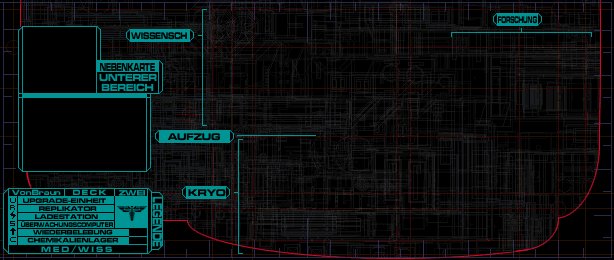 WISSENSCH
FORSCHUNG
NEBENKARTE
UNTERER
BEREICH
AUFZUG
KRYO
VonBraun DECK ZWEI
UPGRADE-EINHEIT
REPLIKATOR
LADESTATION
ÜBERWACHUNGSCOMPUTER
WIEDERBELEBUNG
CHEMIKALIENLAGER
MED/WISS
LEGENDE